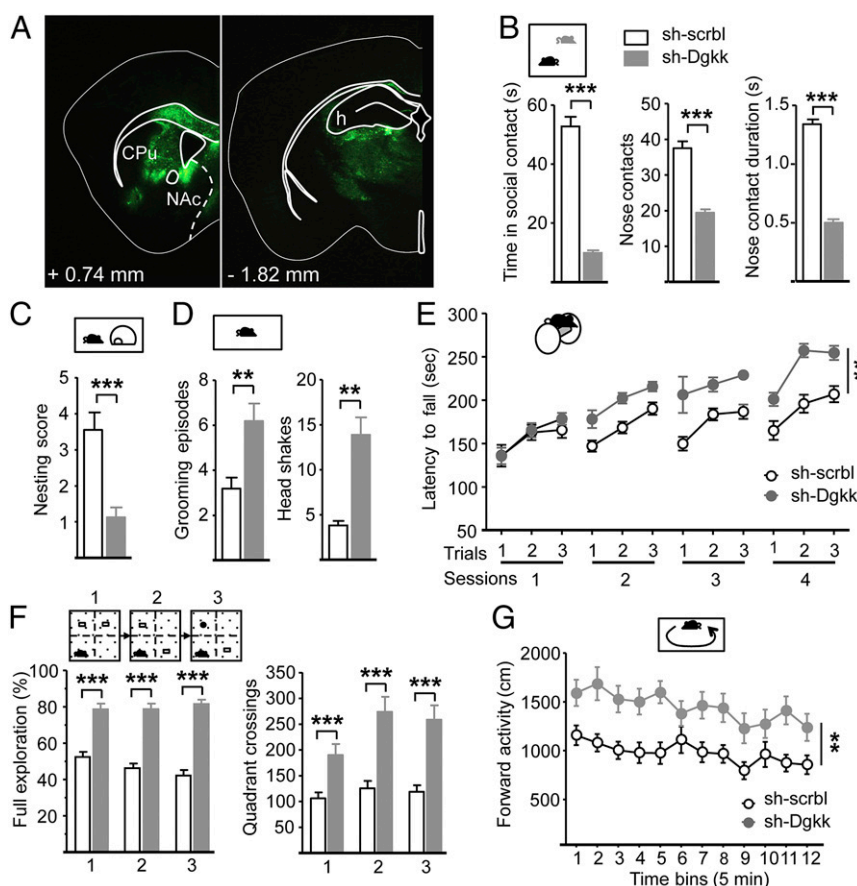 A
CPu
NAc
h
+ 0.74 mm
- 1.82 mm
B
sh-scrbl
sh-Dgkk
Time in social contact (s)
60
50
40
20
10
***
Nose contacts
50
40
30
20
10
***
Nose contact duration (s)
1.5
1.0
0.5
***
C
Nesting score
5
4
3
2
1
***
D
Grooming episodes
8
6
4
2
**
Head shakes
20
15
10
5
**
E
Latency to fall (sec)
300
250
200
150
100
50
**
sh-scrbl
sh-Dgkk
Trials 1 2 3 1 2 3 1 2 3 1 2 3
Sessions 1 2 3 4
F
1 2 3
Full exploration (%)
100
80
60
40
20
*** *** ***
1 2 3
Quadrant crossings
350
300
250
200
150
100
50
*** *** ***
1 2 3
G
Forward activity (cm)
2000
1500
1000
500
**
sh-scrbl
sh-Dgkk
1 2 3 4 5 6 7 8 9 10 11 12
Time bins (5 min)